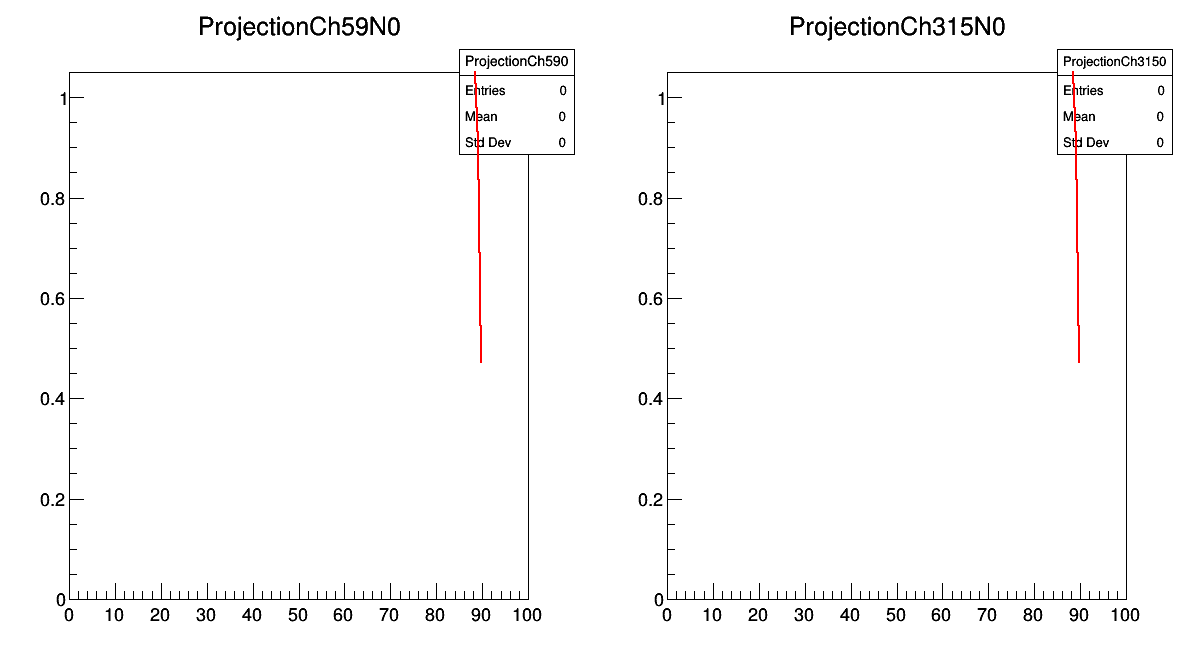 ProjectionCh59N0
ProjectionCh590
Entries 0
Mean 0
Std Dev 0
1
0.8
0.6
0.4
0.2
0
0 10 20 30 40 50 60 70 80 90 100
ProjectionCh315N0
ProjectionCh3150
Entries 0
Mean 0
Std Dev 0
1
0.8
0.6
0.4
0.2
0
0 10 20 30 40 50 60 70 80 90 100